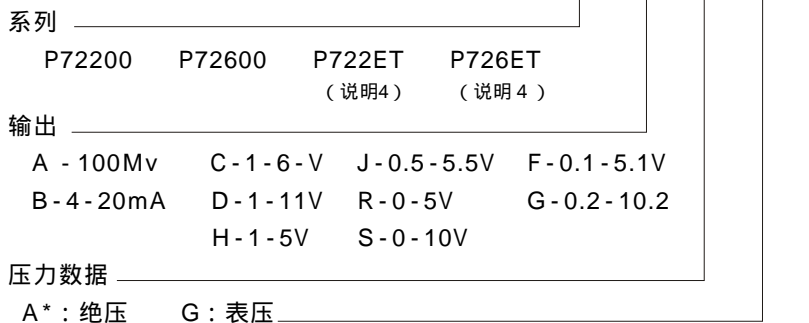 系列
P72200 P72600 P722ET P726ET
(说明4) (说明4)
输出
A - 100Mv C-1-6-V J-0.5-5.5V F-0.1-5.1V
B-4-20mA D-1-11V R-0-5V G-0.2-10.2
H-1-5V S-0-10V
压力数据
A*:绝压 G:表压